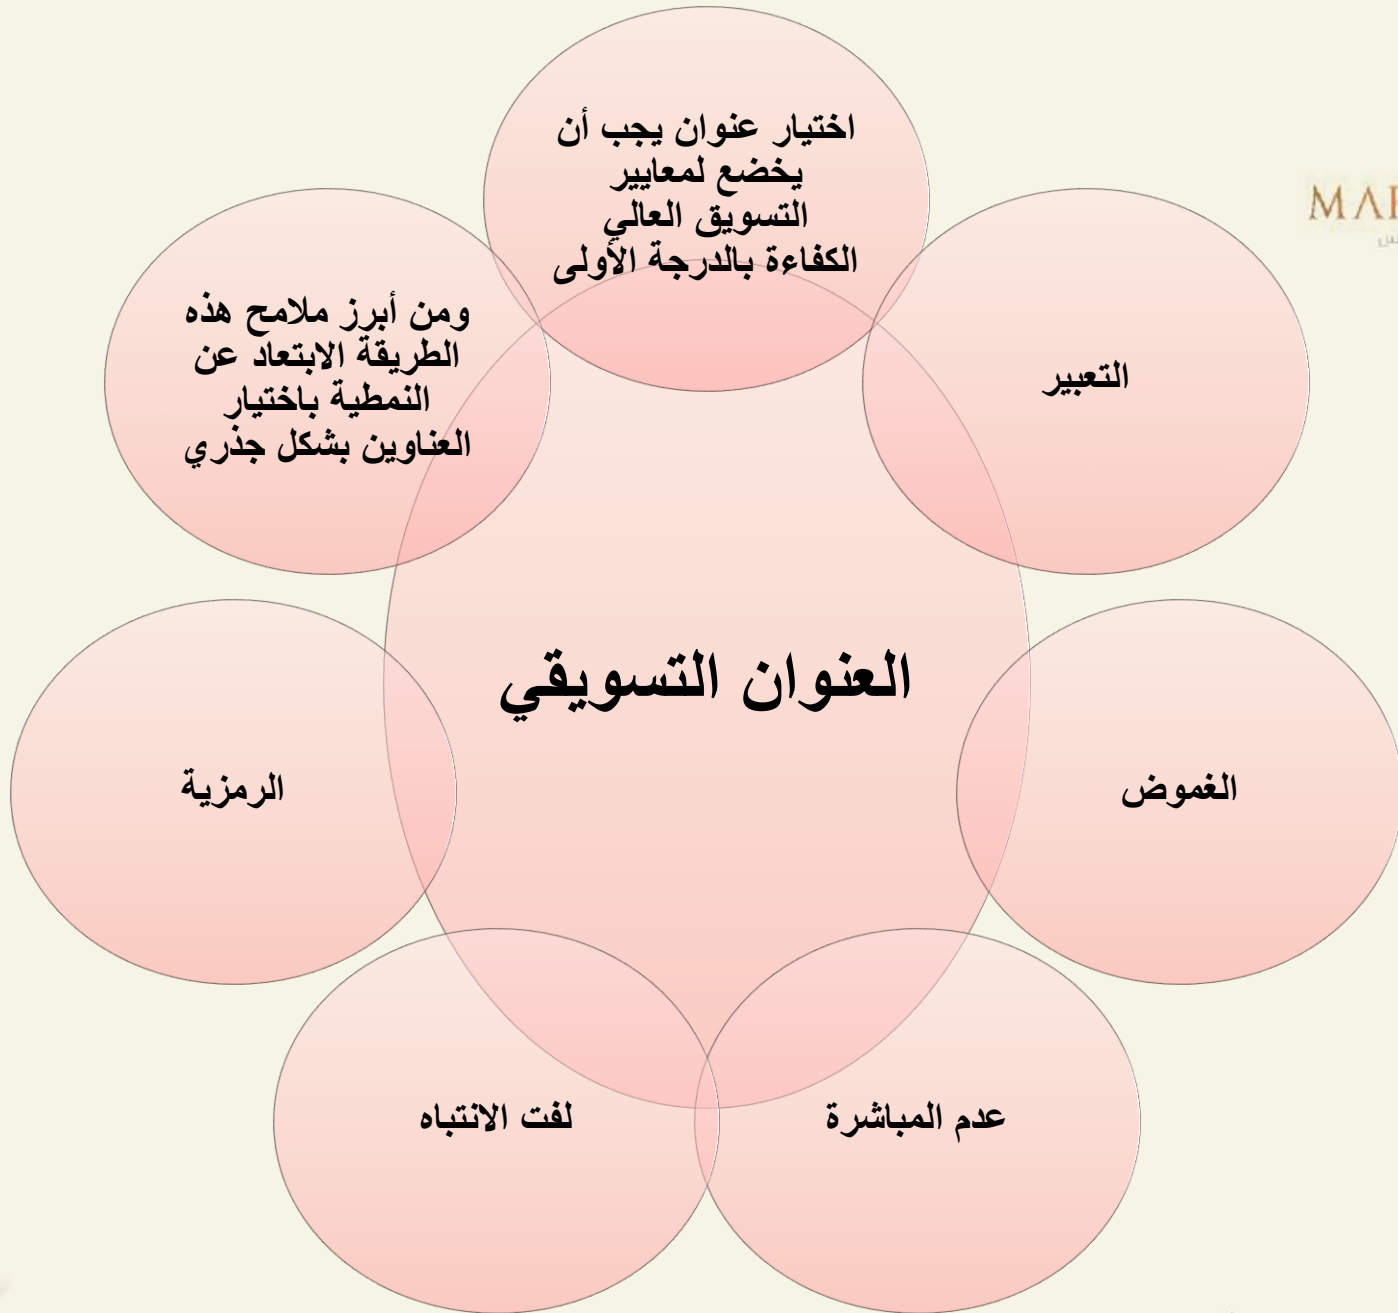 اختيار عنوان يجب أن
يخضع لمعايير
التسويق العالي
الكفاءة بالدرجة الأولى
التعبير
الغموض
عدم المباشرة
لفت الانتباه
الرمزية
ومن أبرز ملامح هذه
الطريقة الابتعاد عن
النمطية باختيار
العناوين بشكل جذري
العنوان التسويقي